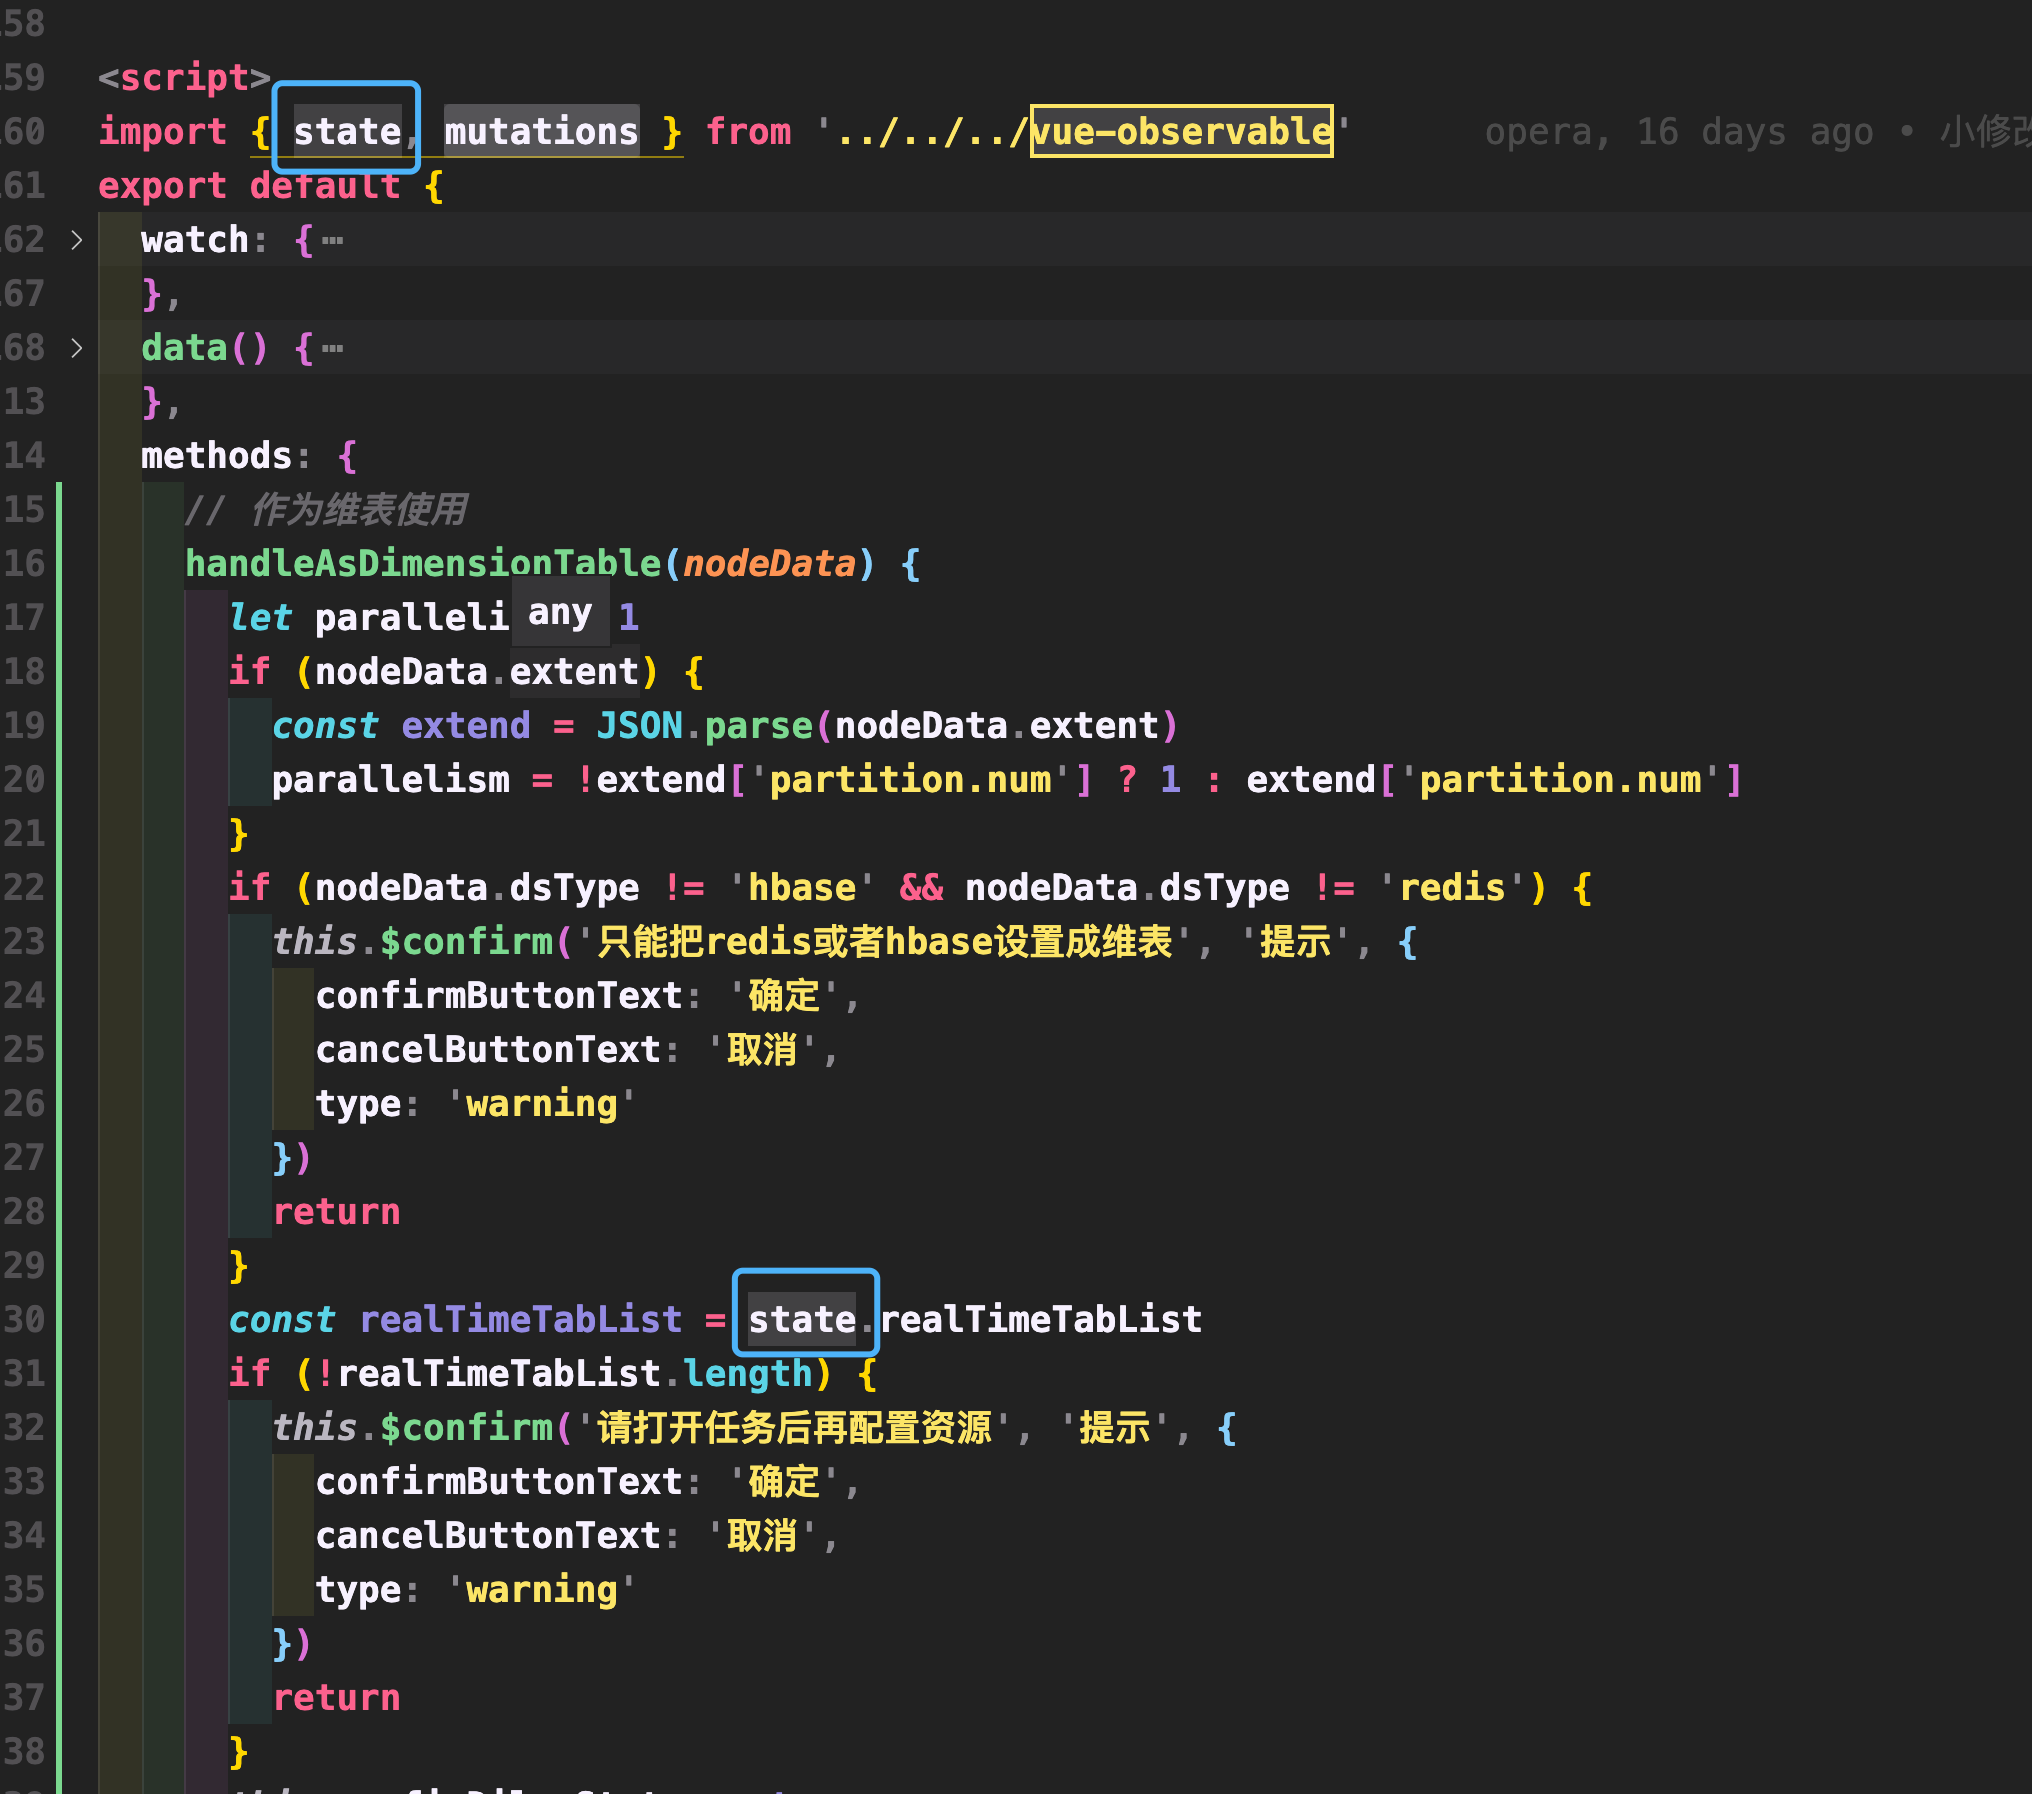 58
59 <script>
60 import { state, mutations } from '../../../vue-observable' opera, 16 days ago • 小修改
61 export default {
62 watch: {⋯
67 },
68 data() {⋯
13 },
14 methods: {
15 // 作为维表使用
16 handleAsDimensionTable(nodeData) {
17 let paralleli any 1
18 if (nodeData.extent) {
19 const extend = JSON.parse(nodeData.extent)
20 parallelism = !extend['partition.num'] ? 1 : extend['partition.num']
21 }
22 if (nodeData.dsType != 'hbase' && nodeData.dsType != 'redis') {
23 this.$confirm('只能把redis或者hbase设置成维表', '提示', {
24 confirmButtonText: '确定',
25 cancelButtonText: '取消',
26 type: 'warning'
27 })
28 return
29 }
30 const realTimeTabList = state.realTimeTabList
31 if (!realTimeTabList.length) {
32 this.$confirm('请打开任务后再配置资源', '提示', {
33 confirmButtonText: '确定',
34 cancelButtonText: '取消',
35 type: 'warning'
36 })
37 return
38 }